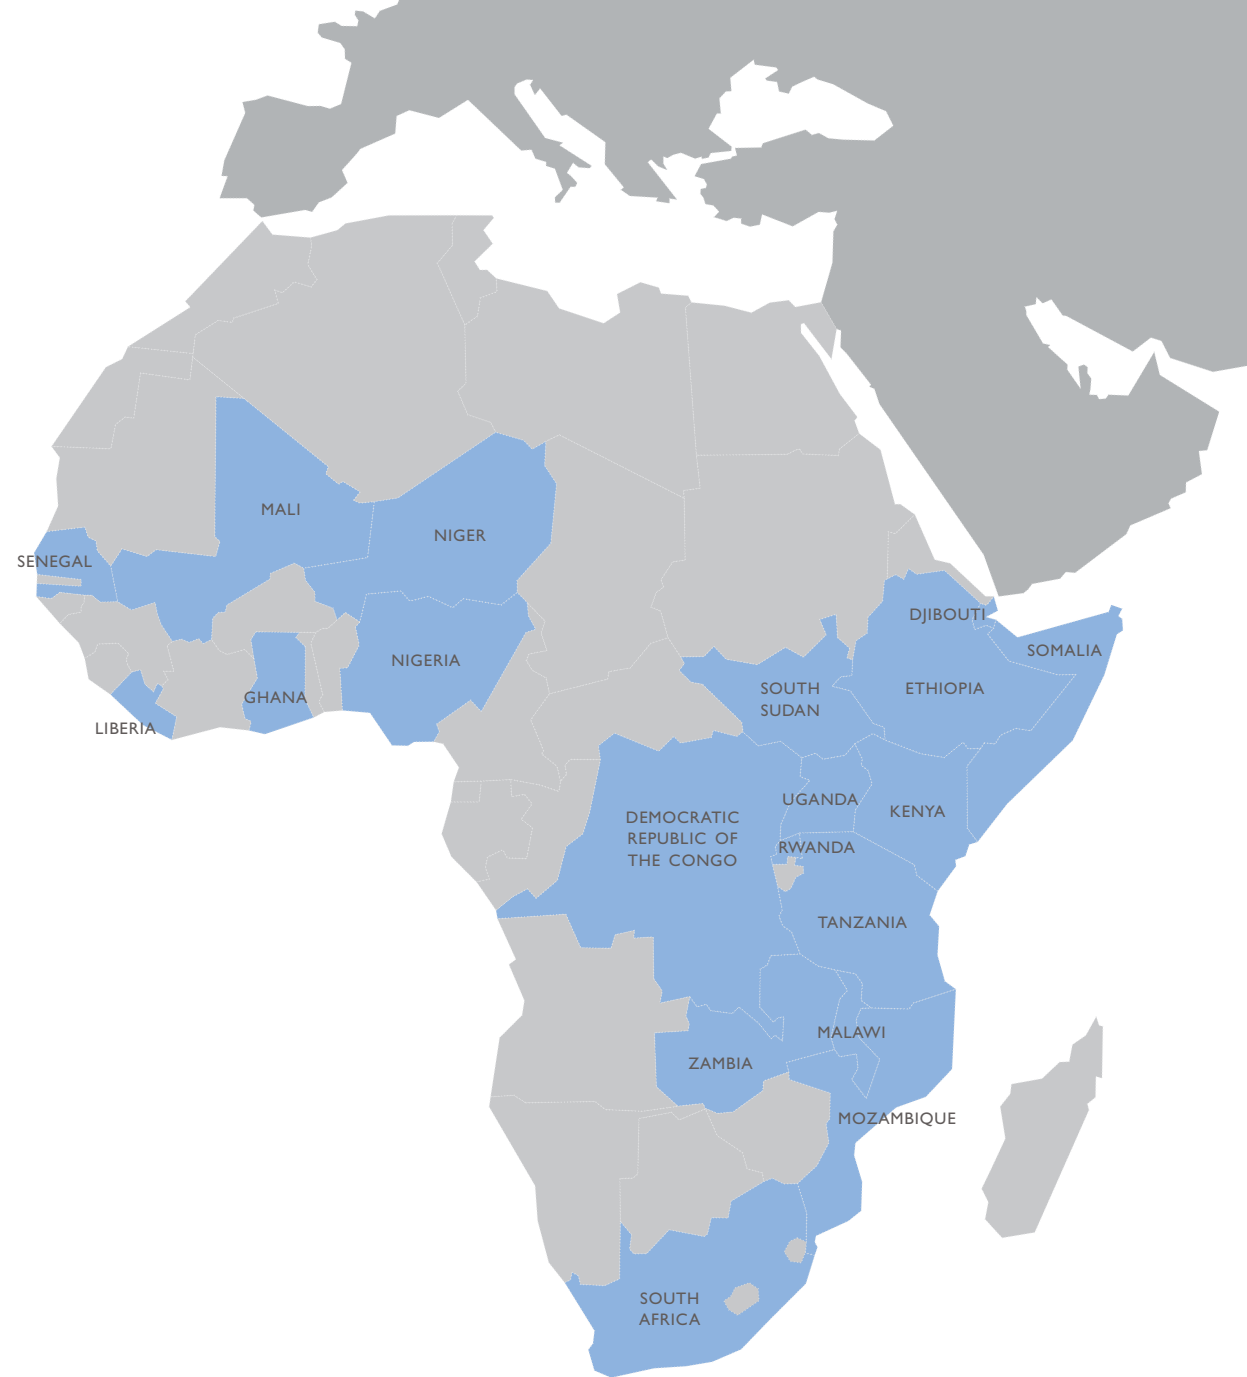 MALI
NIGER
SENEGAL
DJIBOUTI
SOMALIA
NIGERIA
ETHIOPIA
SOUTH
SUDAN
GHANA
LIBERIA
UGANDA
KENYA
DEMOCRATIC
REPUBLIC OF
THE CONGO
RWANDA
TANZANIA
MALAWI
ZAMBIA
MOZAMBIQUE
SOUTH
AFRICA